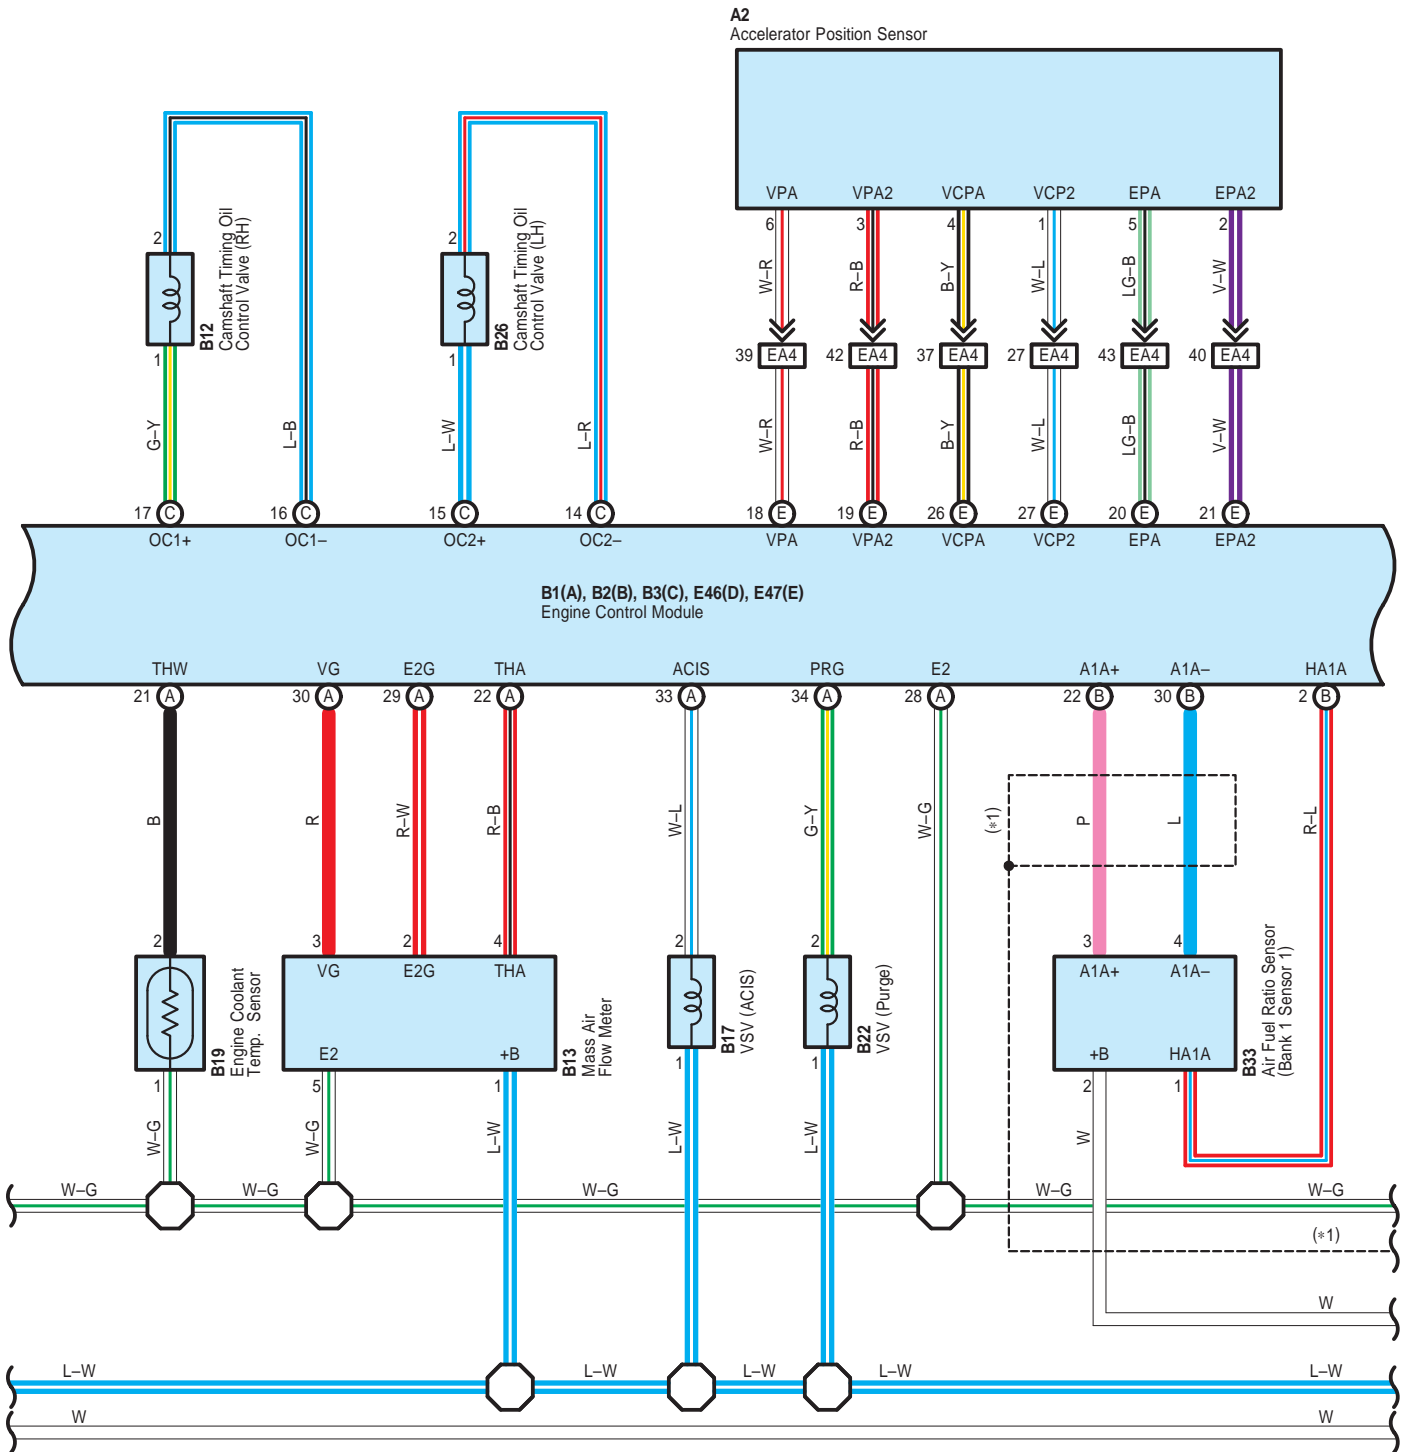 A2
Accelerator Position Sensor
VPA VPA2 VCPA VCP2 EPA EPA2
6 3 4 1 5 2
W–R R–B B–Y W–L LG–B V–W
39 EA4 42 EA4 37 EA4 27 EA4 43 EA4 40 EA4
W–R R–B B–Y W–L LG–B V–W
2
B12
Camshaft Timing Oil
Control Valve (RH)
1
G–Y
L–B
2
B26
Camshaft Timing Oil
Control Valve (LH)
1
L–W
L–R
17 C 16 C 15 C 14 C 18 E 19 E 26 E 27 E 20 E 21 E
OC1+ OC1– OC2+ OC2– VPA VPA2 VCPA VCP2 EPA EPA2
B1(A), B2(B), B3(C), E46(D), E47(E)
Engine Control Module
THW VG E2G THA ACIS PRG E2 A1A+ A1A– HA1A
21 A 30 A 29 A 22 A 33 A 34 A 28 A 22 B 30 B 2 B
B R R–W R–B W–L G–Y W–G (*1) P L R–L
2 3 2 4 2 2 3 4
VG E2G THA A1A+ A1A–
B19
Engine Coolant
Temp. Sensor
E2 +B
B13
Mass Air
Flow Meter
B17
VSV (ACIS)
B22
VSV (Purge)
+B HA1A
B33
Air Fuel Ratio Sensor
(Bank 1 Sensor 1)
1 5 1 1 1 2 1
W–G W–G L–W L–W L–W W
W–G W–G W–G W–G W–G
(*1)
W
L–W L–W L–W L–W L–W
W W